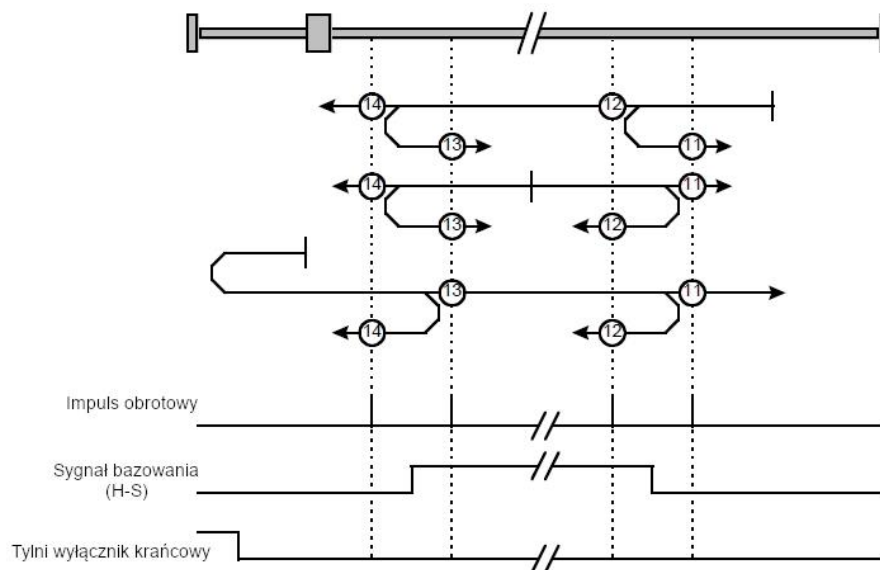 14 12
13 11
14 11
13 12
13 11
14 12
Impuls obrotowy
Sygnał bazowania
(H-S)
Tylni wyłącznik krańcowy